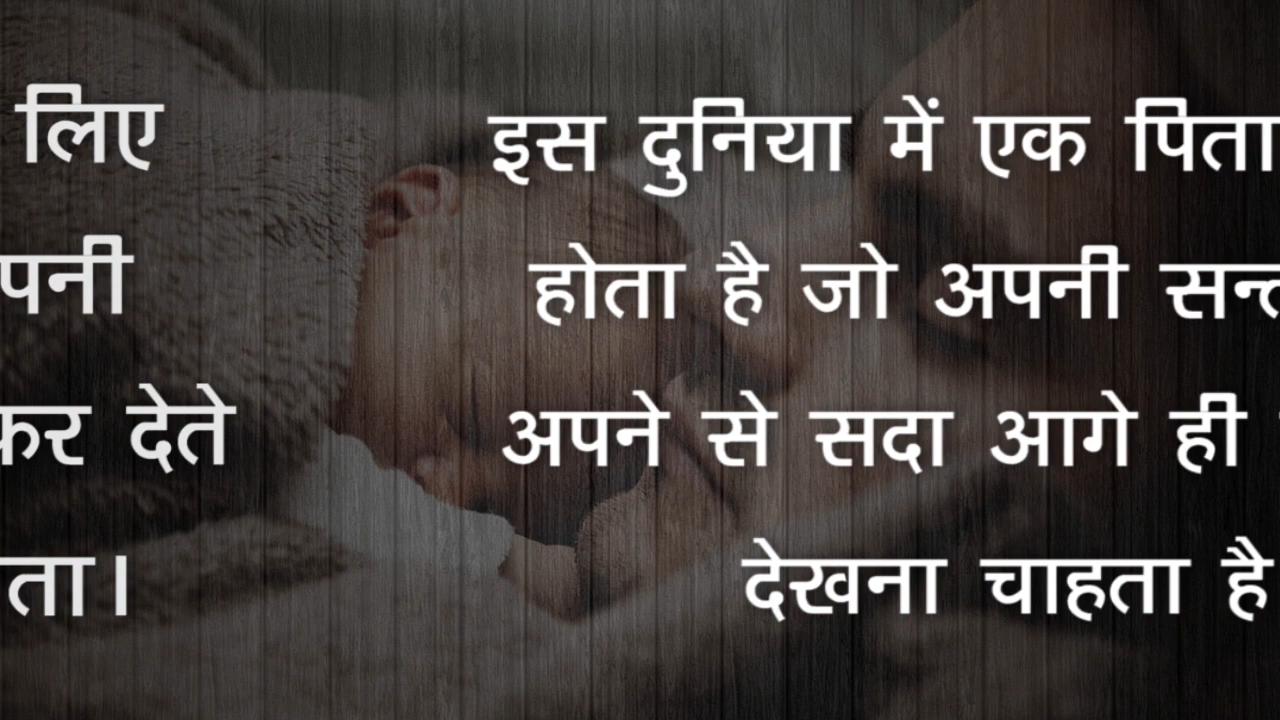 लिए
पनी
कर देते
ता।
इस दुनिया में एक पिता
होता है जो अपनी
अपने से सदा आगे ही
देखना चाहता है